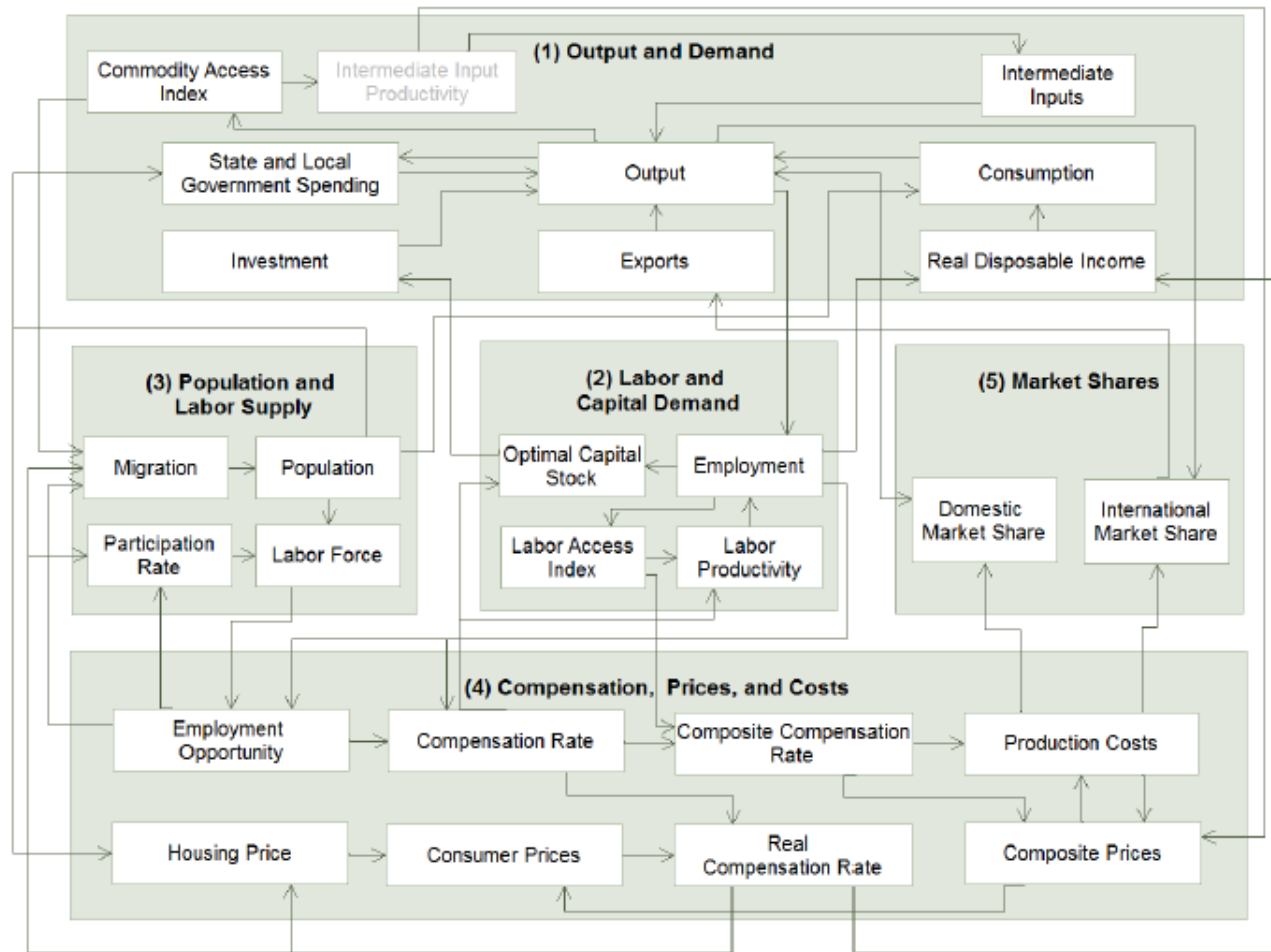 (1) Output and Demand
Commodity Access
Index
Intermediate Input
Productivity
Intermediate
Inputs
State and Local
Government Spending
Output
Consumption
Investment
Exports
Real Disposable Income
(3) Population and
Labor Supply
Migration
Population
Participation
Rate
Labor Force
(2) Labor and
Capital Demand
Optimal Capital
Stock
Employment
Labor Access
Index
Labor
Productivity
(5) Market Shares
Domestic
Market Share
International
Market Share
(4) Compensation, Prices, and Costs
Employment
Opportunity
Compensation Rate
Composite Compensation
Rate
Production Costs
Housing Price
Consumer Prices
Real
Compensation Rate
Composite Prices